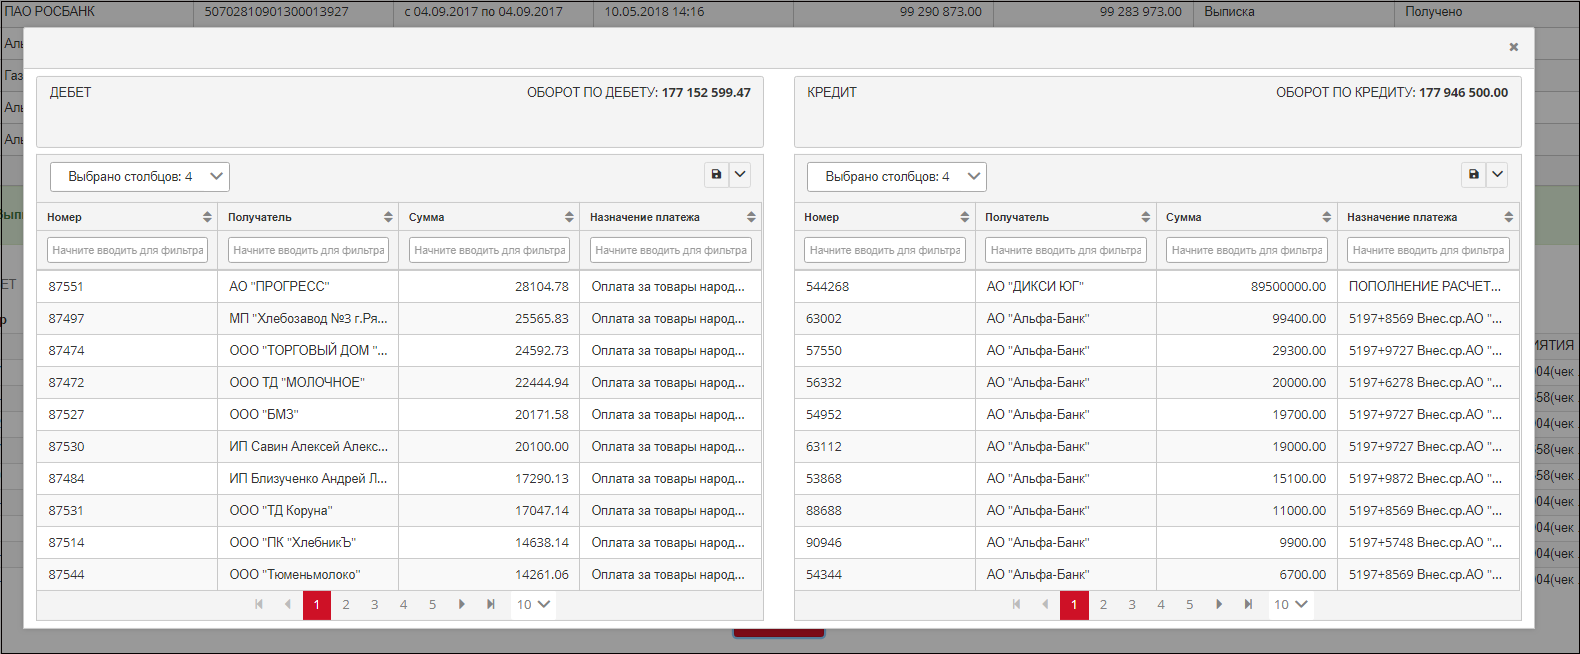 ПАО РОСБАНК 50702810901300013927 с 04.09.2017 по 04.09.2017 10.05.2018 14:16 99 290 873.00 99 283 973.00 Выписка Получено
ДЕБЕТ ОБОРОТ ПО ДЕБЕТУ: 177 152 599.47
КРЕДИТ ОБОРОТ ПО КРЕДИТУ: 177 946 500.00
Выбрано столбцов: 4
Выбрано столбцов: 4
Номер Получатель Сумма Назначение платежа
Начните вводить для фильтра Начните вводить для фильтра Начните вводить для фильтра Начните вводить для фильтра
87551 АО "ПРОГРЕСС" 28104.78 Оплата за товары народ...
87497 МП "Хлебозавод №3 г.Ря... 25565.83 Оплата за товары народ...
87474 ООО "ТОРГОВЫЙ ДОМ "... 24592.73 Оплата за товары народ...
87472 ООО ТД "МОЛОЧНОЕ" 22444.94 Оплата за товары народ...
87527 ООО "БМЗ" 20171.58 Оплата за товары народ...
87530 ИП Савин Алексей Алекс... 20100.00 Оплата за товары народ...
87484 ИП Близученко Андрей Л... 17290.13 Оплата за товары народ...
87531 ООО "ТД Коруна" 17047.14 Оплата за товары народ...
87514 ООО "ПК "ХлебникЪ" 14638.14 Оплата за товары народ...
87544 ООО "Тюменьмолоко" 14261.06 Оплата за товары народ...
1 2 3 4 5 10
Номер Получатель Сумма Назначение платежа
Начните вводить для фильтра Начните вводить для фильтра Начните вводить для фильтра Начните вводить для фильтра
544268 АО "ДИКСИ ЮГ" 89500000.00 ПОПОЛНЕНИЕ РАСЧЕТ...
63002 АО "Альфа-Банк" 99400.00 5197+8569 Внес.ср.АО "...
57550 АО "Альфа-Банк" 29300.00 5197+9727 Внес.ср.АО "...
56332 АО "Альфа-Банк" 20000.00 5197+6278 Внес.ср.АО "...
54952 АО "Альфа-Банк" 19700.00 5197+9727 Внес.ср.АО "...
63112 АО "Альфа-Банк" 19000.00 5197+9727 Внес.ср.АО "...
53868 АО "Альфа-Банк" 15100.00 5197+9872 Внес.ср.АО "...
88688 АО "Альфа-Банк" 11000.00 5197+8569 Внес.ср.АО "...
90946 АО "Альфа-Банк" 9900.00 5197+5748 Внес.ср.АО "...
54344 АО "Альфа-Банк" 6700.00 5197+8569 Внес.ср.АО "...
1 2 3 4 5 10